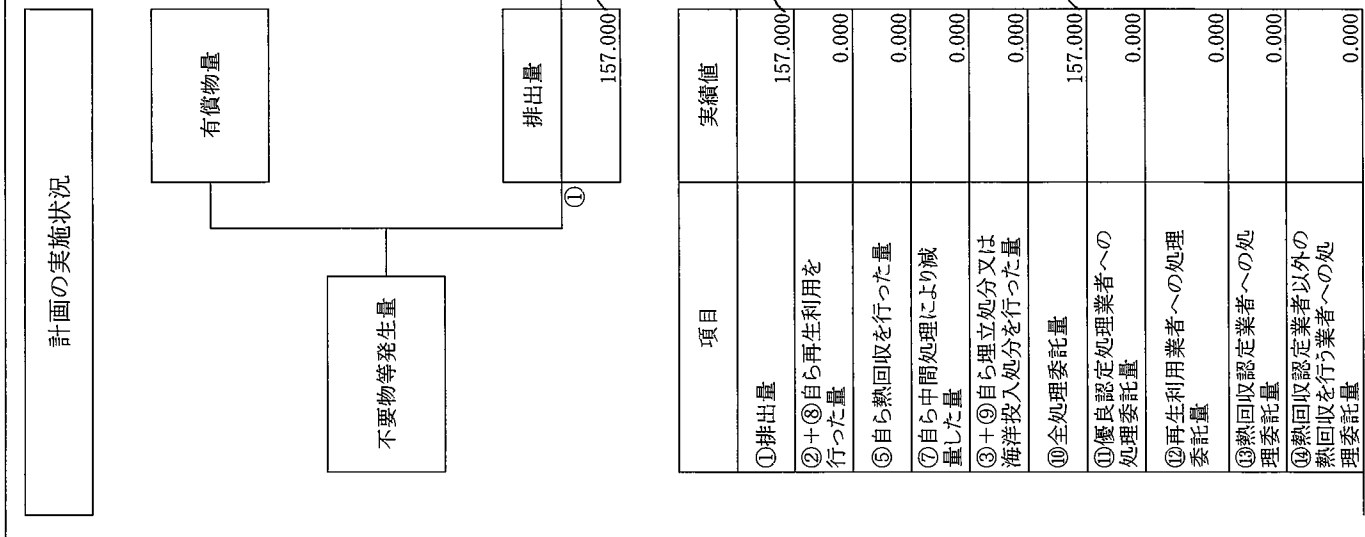 計画の実施状況
有償物量
不要物等発生量
排出量
①
157.000
項目
実績値
①排出量
157.000
②+⑧自ら再生利用を
行った量
0.000
⑤自ら熱回収を行った量
0.000
⑦自ら中間処理により減
量した量
0.000
③+⑨自ら埋立処分又は
海洋投入処分を行った量
0.000
⑩全処理委託量
157.000
⑪優良認定処理業者への
処理委託量
0.000
⑫再生利用業者への処理
委託量
0.000
⑬熱回収認定業者への処
理委託量
0.000
⑭熱回収認定業者以外の
熱回収を行う業者への処
理委託量
0.000